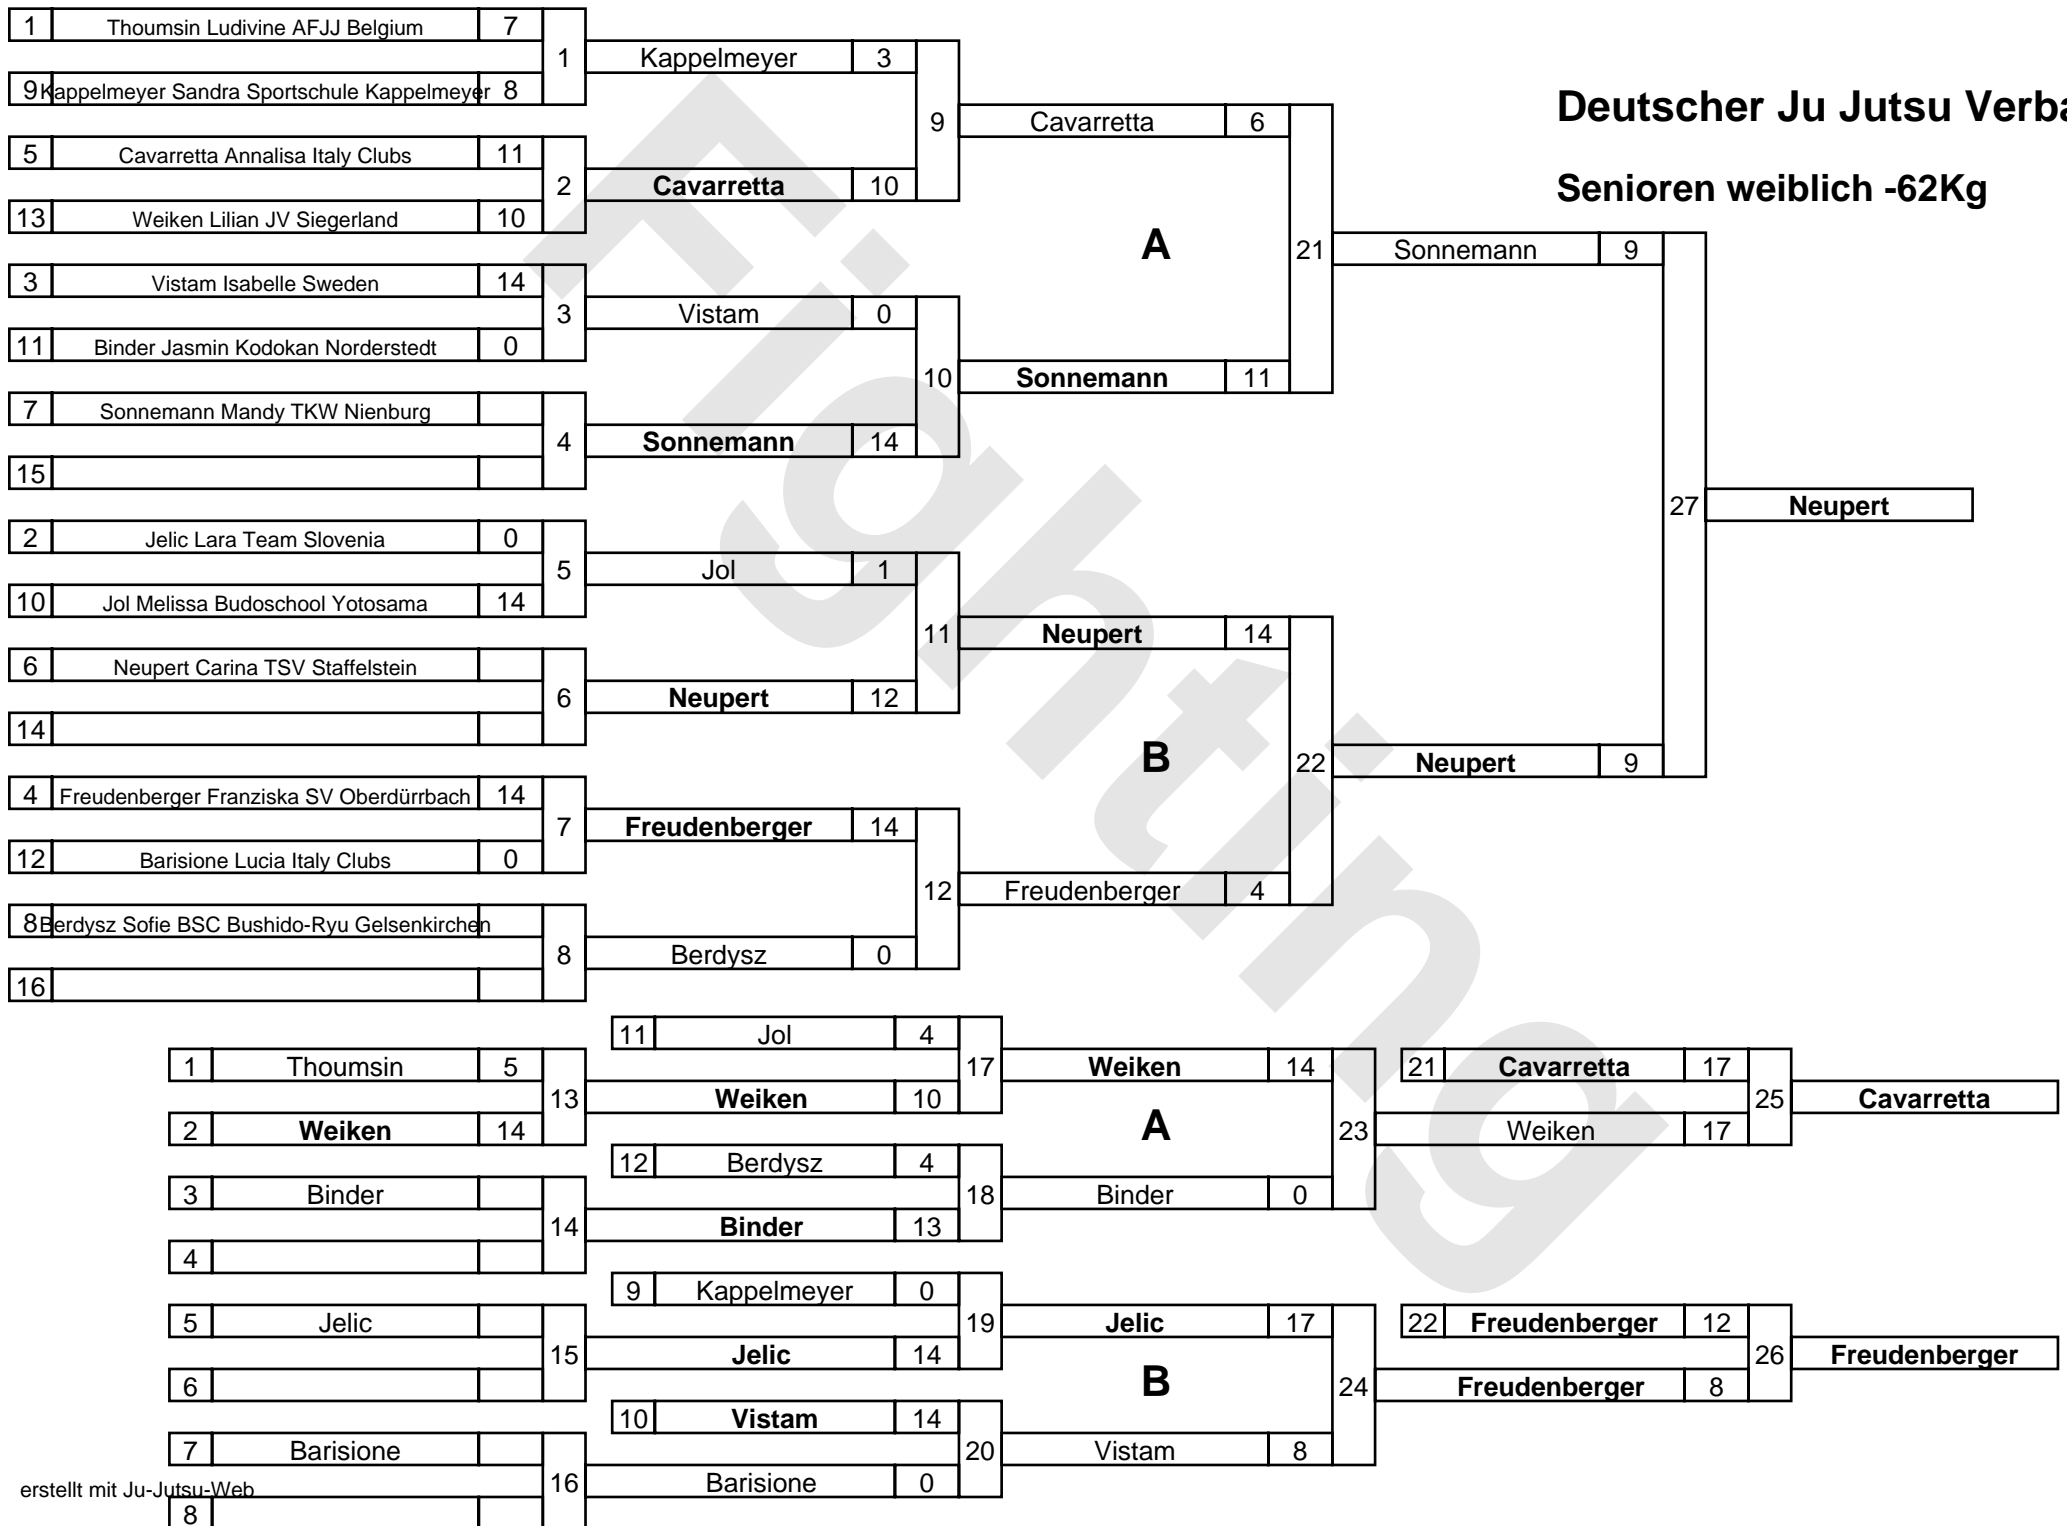 Deutscher Ju Jutsu Verba
Senioren weiblich -62Kg
1 Thoumsin Ludivine AFJJ Belgium 7
9 Kappelmeyer Sandra Sportschule Kappelmeyer 8
1
5 Cavarretta Annalisa Italy Clubs 11
13 Weiken Lilian JV Siegerland 10
2
3 Vistam Isabelle Sweden 14
11 Binder Jasmin Kodokan Norderstedt 0
3
7 Sonnemann Mandy TKW Nienburg
15
4
2 Jelic Lara Team Slovenia 0
10 Jol Melissa Budoschool Yotosama 14
5
6 Neupert Carina TSV Staffelstein
14
6
4 Freudenberger Franziska SV Oberdürrbach 14
12 Barisione Lucia Italy Clubs 0
7
8 Berdysz Sofie BSC Bushido-Ryu Gelsenkirchen
16
8
Kappelmeyer 3
Cavarretta 10
9
Vistam 0
Sonnemann 14
10
Jol 1
Neupert 12
11
Freudenberger 14
Berdysz 0
12
Cavarretta 6
A
Sonnemann 11
21
Neupert 14
B
Freudenberger 4
22
Sonnemann 9
Neupert 9
27
Neupert
1 Thoumsin 5
2 Weiken 14
13
3 Binder
4
14
5 Jelic
6
15
7 Barisione
8
16
11 Jol 4
Weiken 10
17
12 Berdysz 4
Binder 13
18
9 Kappelmeyer 0
Jelic 14
19
10 Vistam 14
Barisione 0
20
Weiken 14
A
Binder 0
23
Jelic 17
B
Vistam 8
24
21 Cavarretta 17
Weiken 17
25
Cavarretta
22 Freudenberger 12
Freudenberger 8
26
Freudenberger
erstellt mit Ju-Jutsu-Web
Fighting